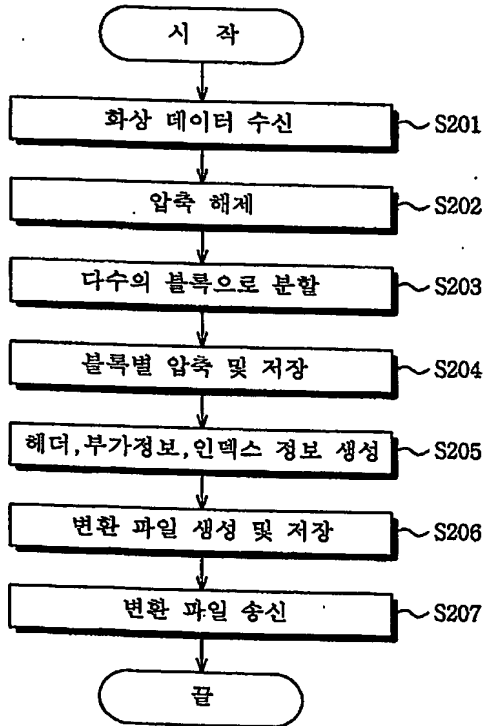 시 작
화상 데이터 수신 S201
압축 해제 S202
다수의 블록으로 분할 S203
블록별 압축 및 저장 S204
헤더,부가정보,인덱스 정보 생성 S205
변환 파일 생성 및 저장 S206
변환 파일 송신 S207
끝